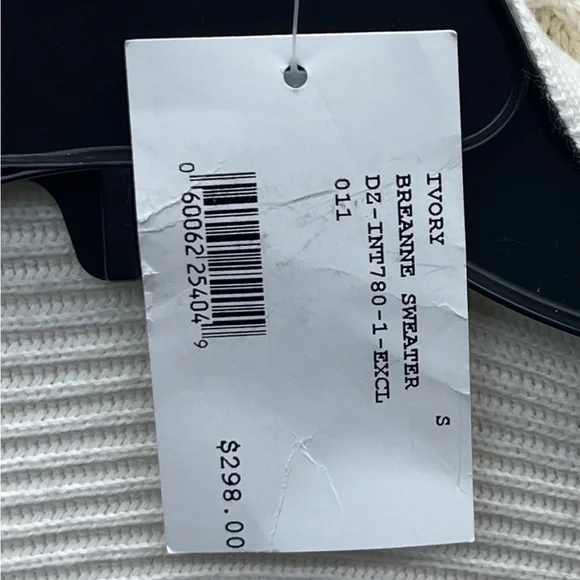 IVORY S
BREANNE SWEATER
DZ-INT780-1-EXCL
011
0 60062 25404 9
$298.00